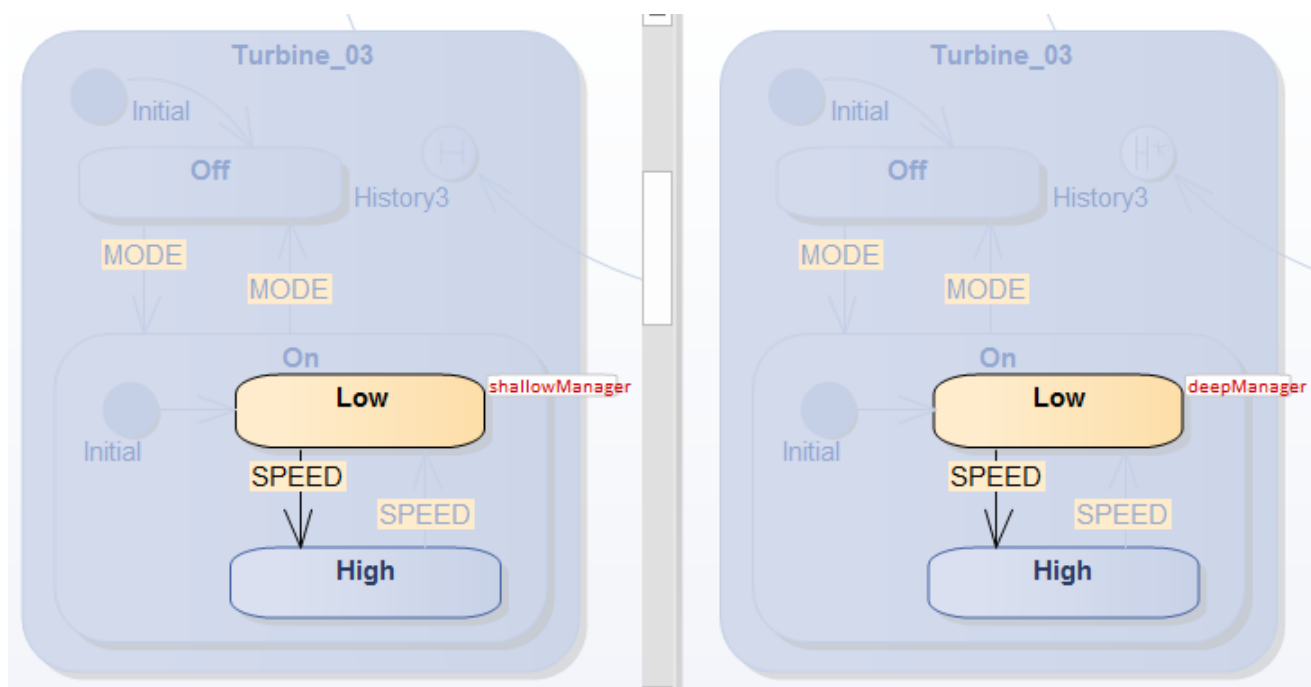 Turbine_03
Initial
H
Off
History3
MODE
MODE
On
Low
shallowManager
Initial
SPEED
SPEED
High
Turbine_03
Initial
H*
Off
History3
MODE
MODE
On
Low
deepManager
Initial
SPEED
SPEED
High